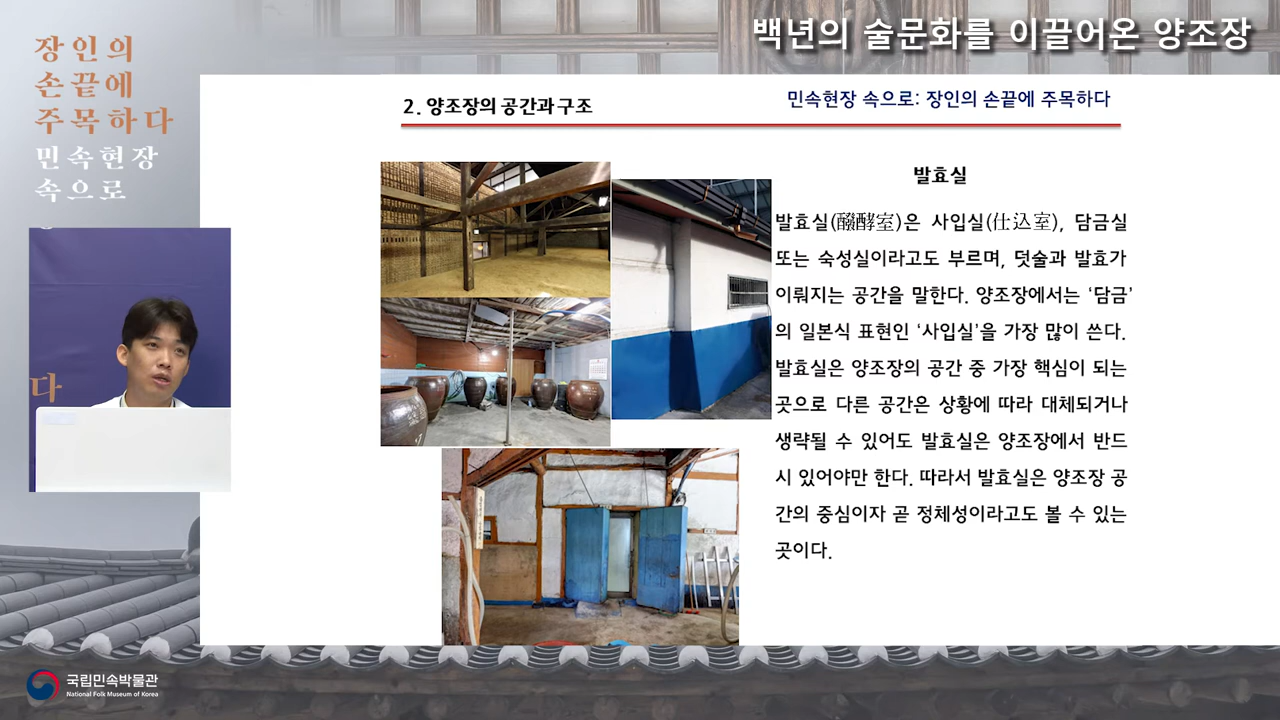 백년의 술문화를 이끌어온 양조장
장인의
손끝에
주목하다
민속현장
속으로
다
2. 양조장의 공간과 구조
민속현장 속으로: 장인의 손끝에 주목하다
발효실
발효실(醱酵室)은 사입실(仕込室), 담금실
또는 숙성실이라고도 부르며, 덧술과 발효가
이뤄지는 공간을 말한다. 양조장에서는 ‘담금’
의 일본식 표현인 ‘사입실’을 가장 많이 쓴다.
발효실은 양조장의 공간 중 가장 핵심이 되는
곳으로 다른 공간은 상황에 따라 대체되거나
생략될 수 있어도 발효실은 양조장에서 반드
시 있어야만 한다. 따라서 발효실은 양조장 공
간의 중심이자 곧 정체성이라고도 볼 수 있는
곳이다.
국립민속박물관
National Folk Museum of Korea